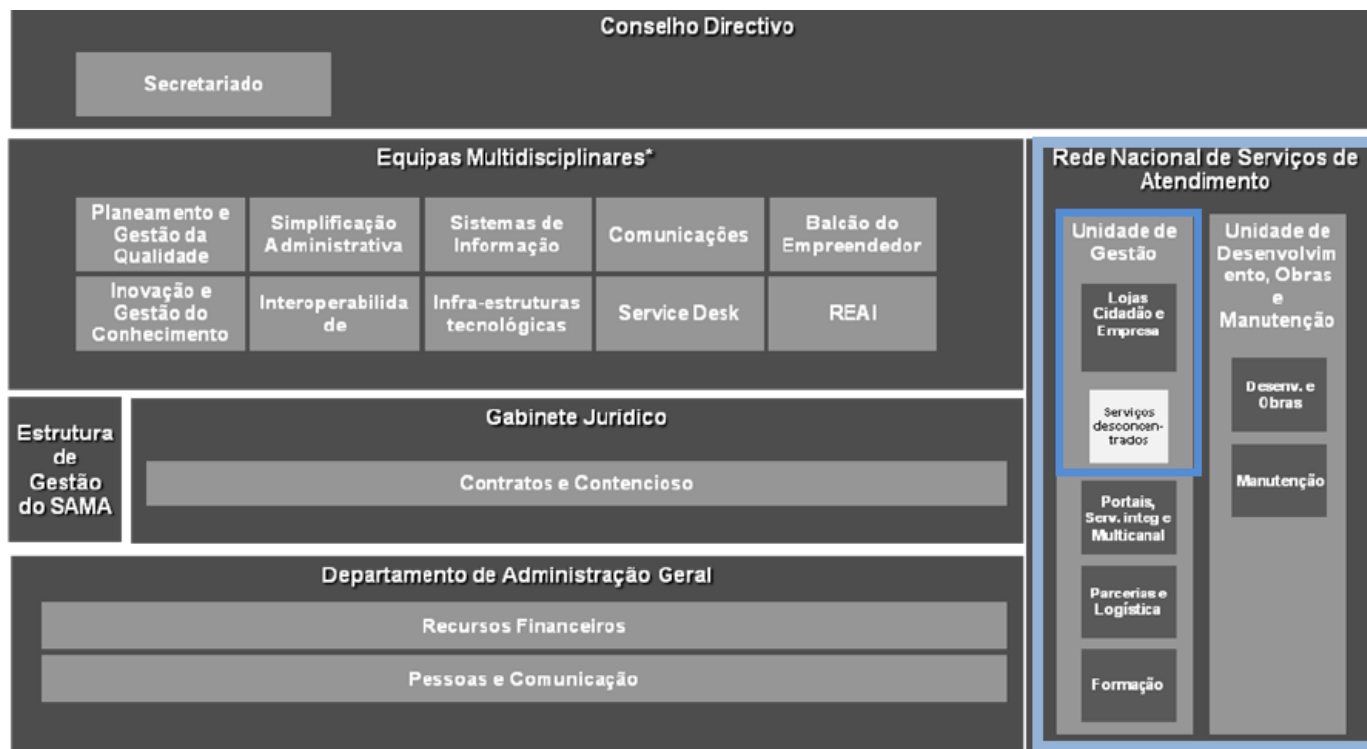 Conselho Directivo
Secretariado
Equipas Multidisciplinares*
Planeamento e
Gestão da
Qualidade
Simplificação
Administrativa
Sistemas de
Informação
Comunicações
Balcão do
Empreendedor
Inovação e
Gestão do
Conhecimento
Interoperabilida
de
Infra-estruturas
tecnológicas
Service Desk
REAI
Estrutura
de
Gestão
do SAMA
Gabinete Jurídico
Contratos e Contencioso
Departamento de Administração Geral
Recursos Financeiros
Pessoas e Comunicação
Rede Nacional de Serviços de
Atendimento
Unidade de
Gestão
Lojas
Cidadão e
Empresa
Serviços
desconcen-
trados
Portais,
Serv. integ e
Multicanal
Parcerias e
Logística
Formação
Unidade de
Desenvolvim
ento, Obras
e
Manutenção
Desenv. e
Obras
Manutenção